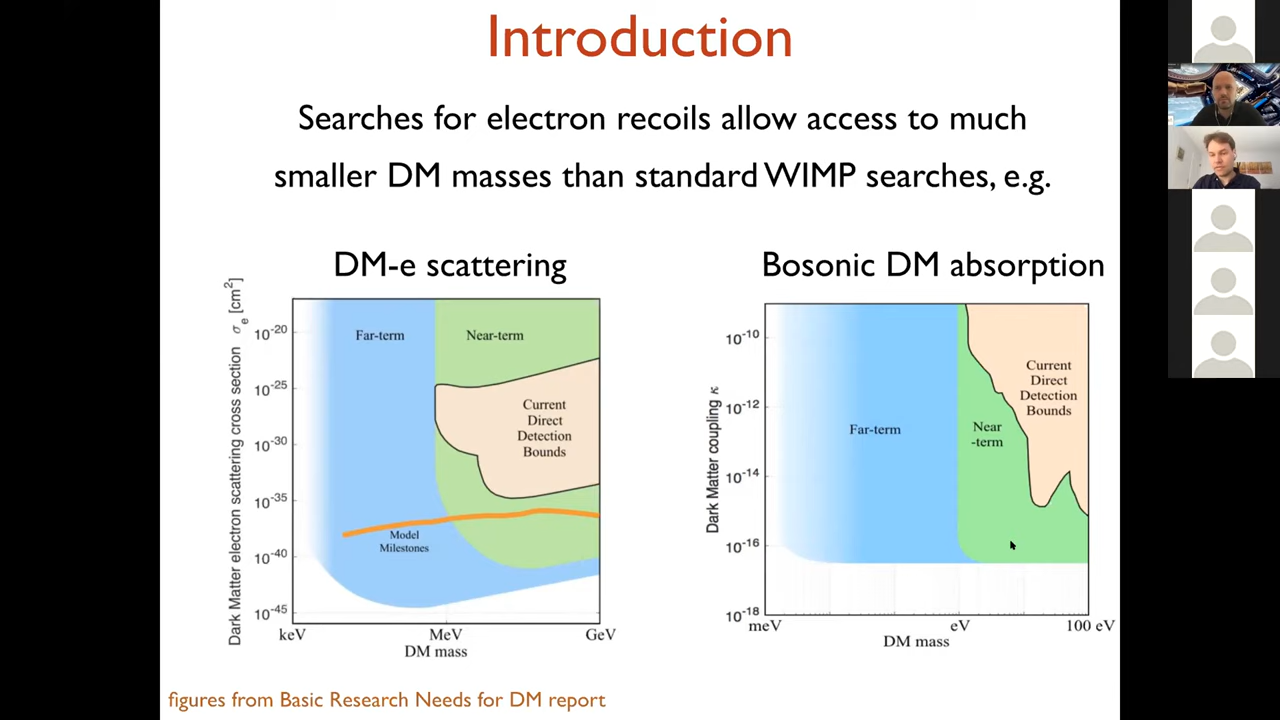 Introduction
Searches for electron recoils allow access to much
smaller DM masses than standard WIMP searches, e.g.
DM-e scattering
Dark Matter electron scattering cross section σe [cm2]
10-20
10-25
10-30
10-35
10-40
10-45
Far-term
Near-term
Current
Direct
Detection
Bounds
Model
Milestones
keV
MeV
GeV
DM mass
Bosonic DM absorption
Dark Matter coupling κ
10-10
10-12
10-14
10-16
10-18
Far-term
Near
-term
Current
Direct
Detection
Bounds
meV
eV
100 eV
DM mass
figures from Basic Research Needs for DM report